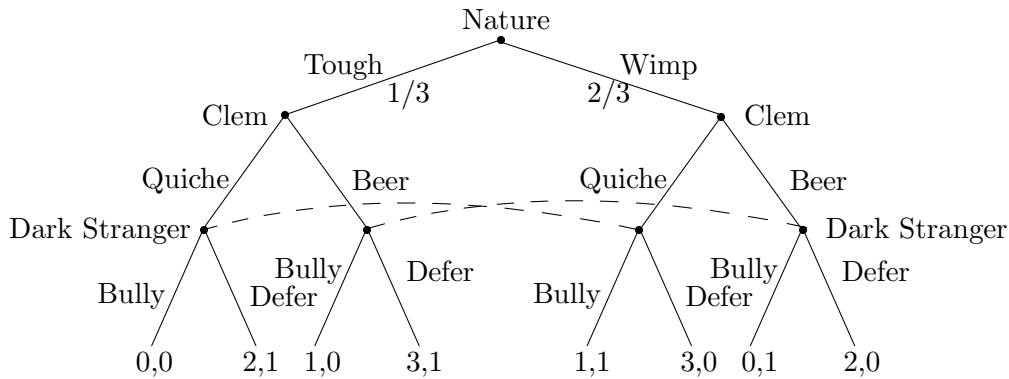 Nature
Tough
Wimp
1/3
2/3
Clem
Clem
Quiche
Beer
Quiche
Beer
Dark Stranger
Dark Stranger
Bully
Defer
Bully
Defer
Bully
Defer
Bully
Defer
0,0
2,1
1,0
3,1
1,1
3,0
0,1
2,0